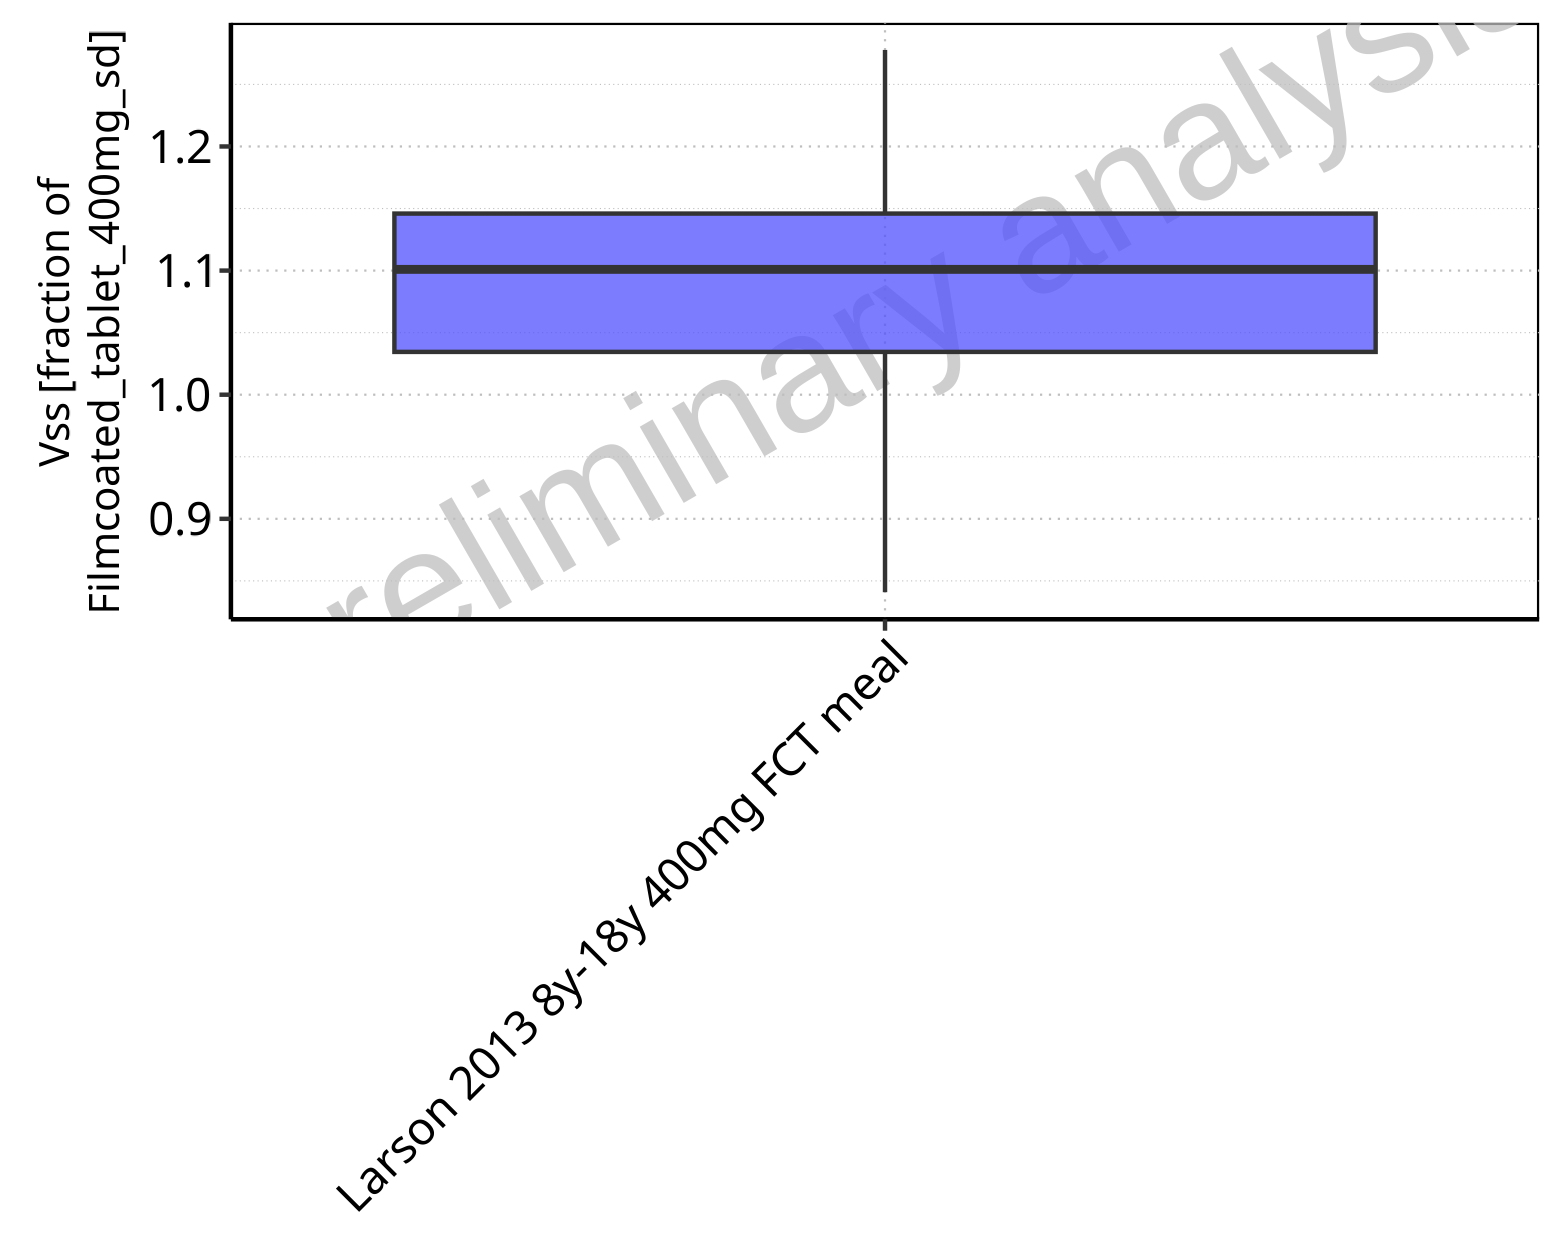 Vss [fraction of
Filmcoated_tablet_400mg_sd]
1.2
1.1
1.0
0.9
reliminary analysis
Larson 2013 8y-18y 400mg FCT meal